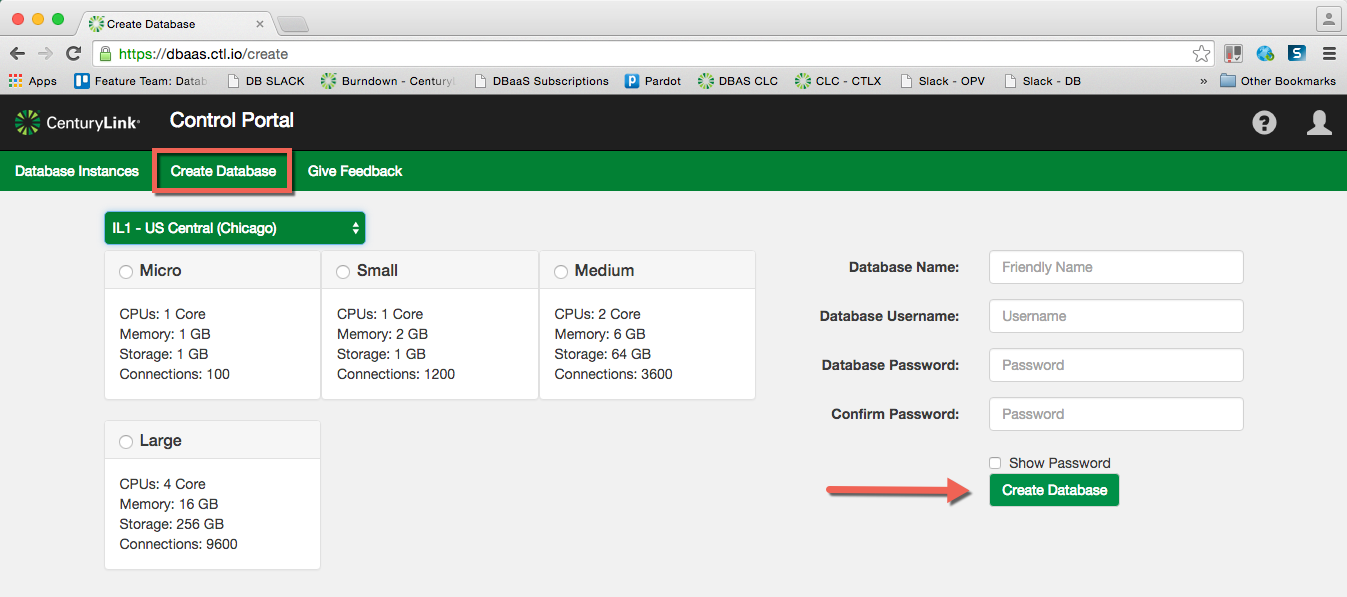 Create Database
https://dbaas.ctl.io/create
Apps
Feature Team: Datab
DB SLACK
Burndown - Century
DBaaS Subscriptions
Pardot
DBAS CLC
CLC - CTLX
Slack - OPV
Slack - DB
»
Other Bookmarks
CenturyLink®
Control Portal
?
Database Instances
Create Database
Give Feedback
IL1 - US Central (Chicago)
Micro
CPUs: 1 Core
Memory: 1 GB
Storage: 1 GB
Connections: 100
Small
CPUs: 1 Core
Memory: 2 GB
Storage: 1 GB
Connections: 1200
Medium
CPUs: 2 Core
Memory: 6 GB
Storage: 64 GB
Connections: 3600
Large
CPUs: 4 Core
Memory: 16 GB
Storage: 256 GB
Connections: 9600
Database Name:
Friendly Name
Database Username:
Username
Database Password:
Password
Confirm Password:
Password
Show Password
Create Database